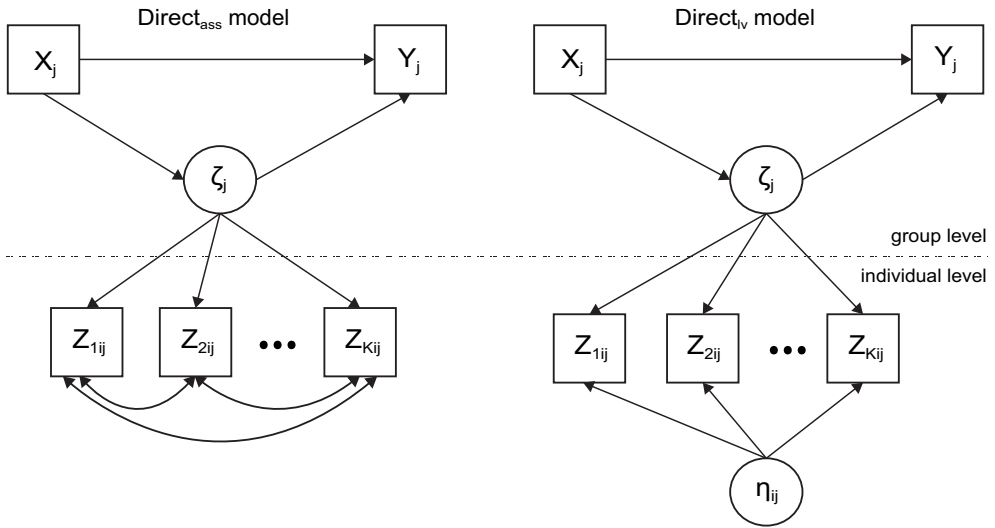 Direct_ass model
X_j
Y_j
ζ_j
Z_1ij
Z_2ij
•••
Z_Kij
Direct_lv model
X_j
Y_j
ζ_j
group level
individual level
Z_1ij
Z_2ij
•••
Z_Kij
η_ij